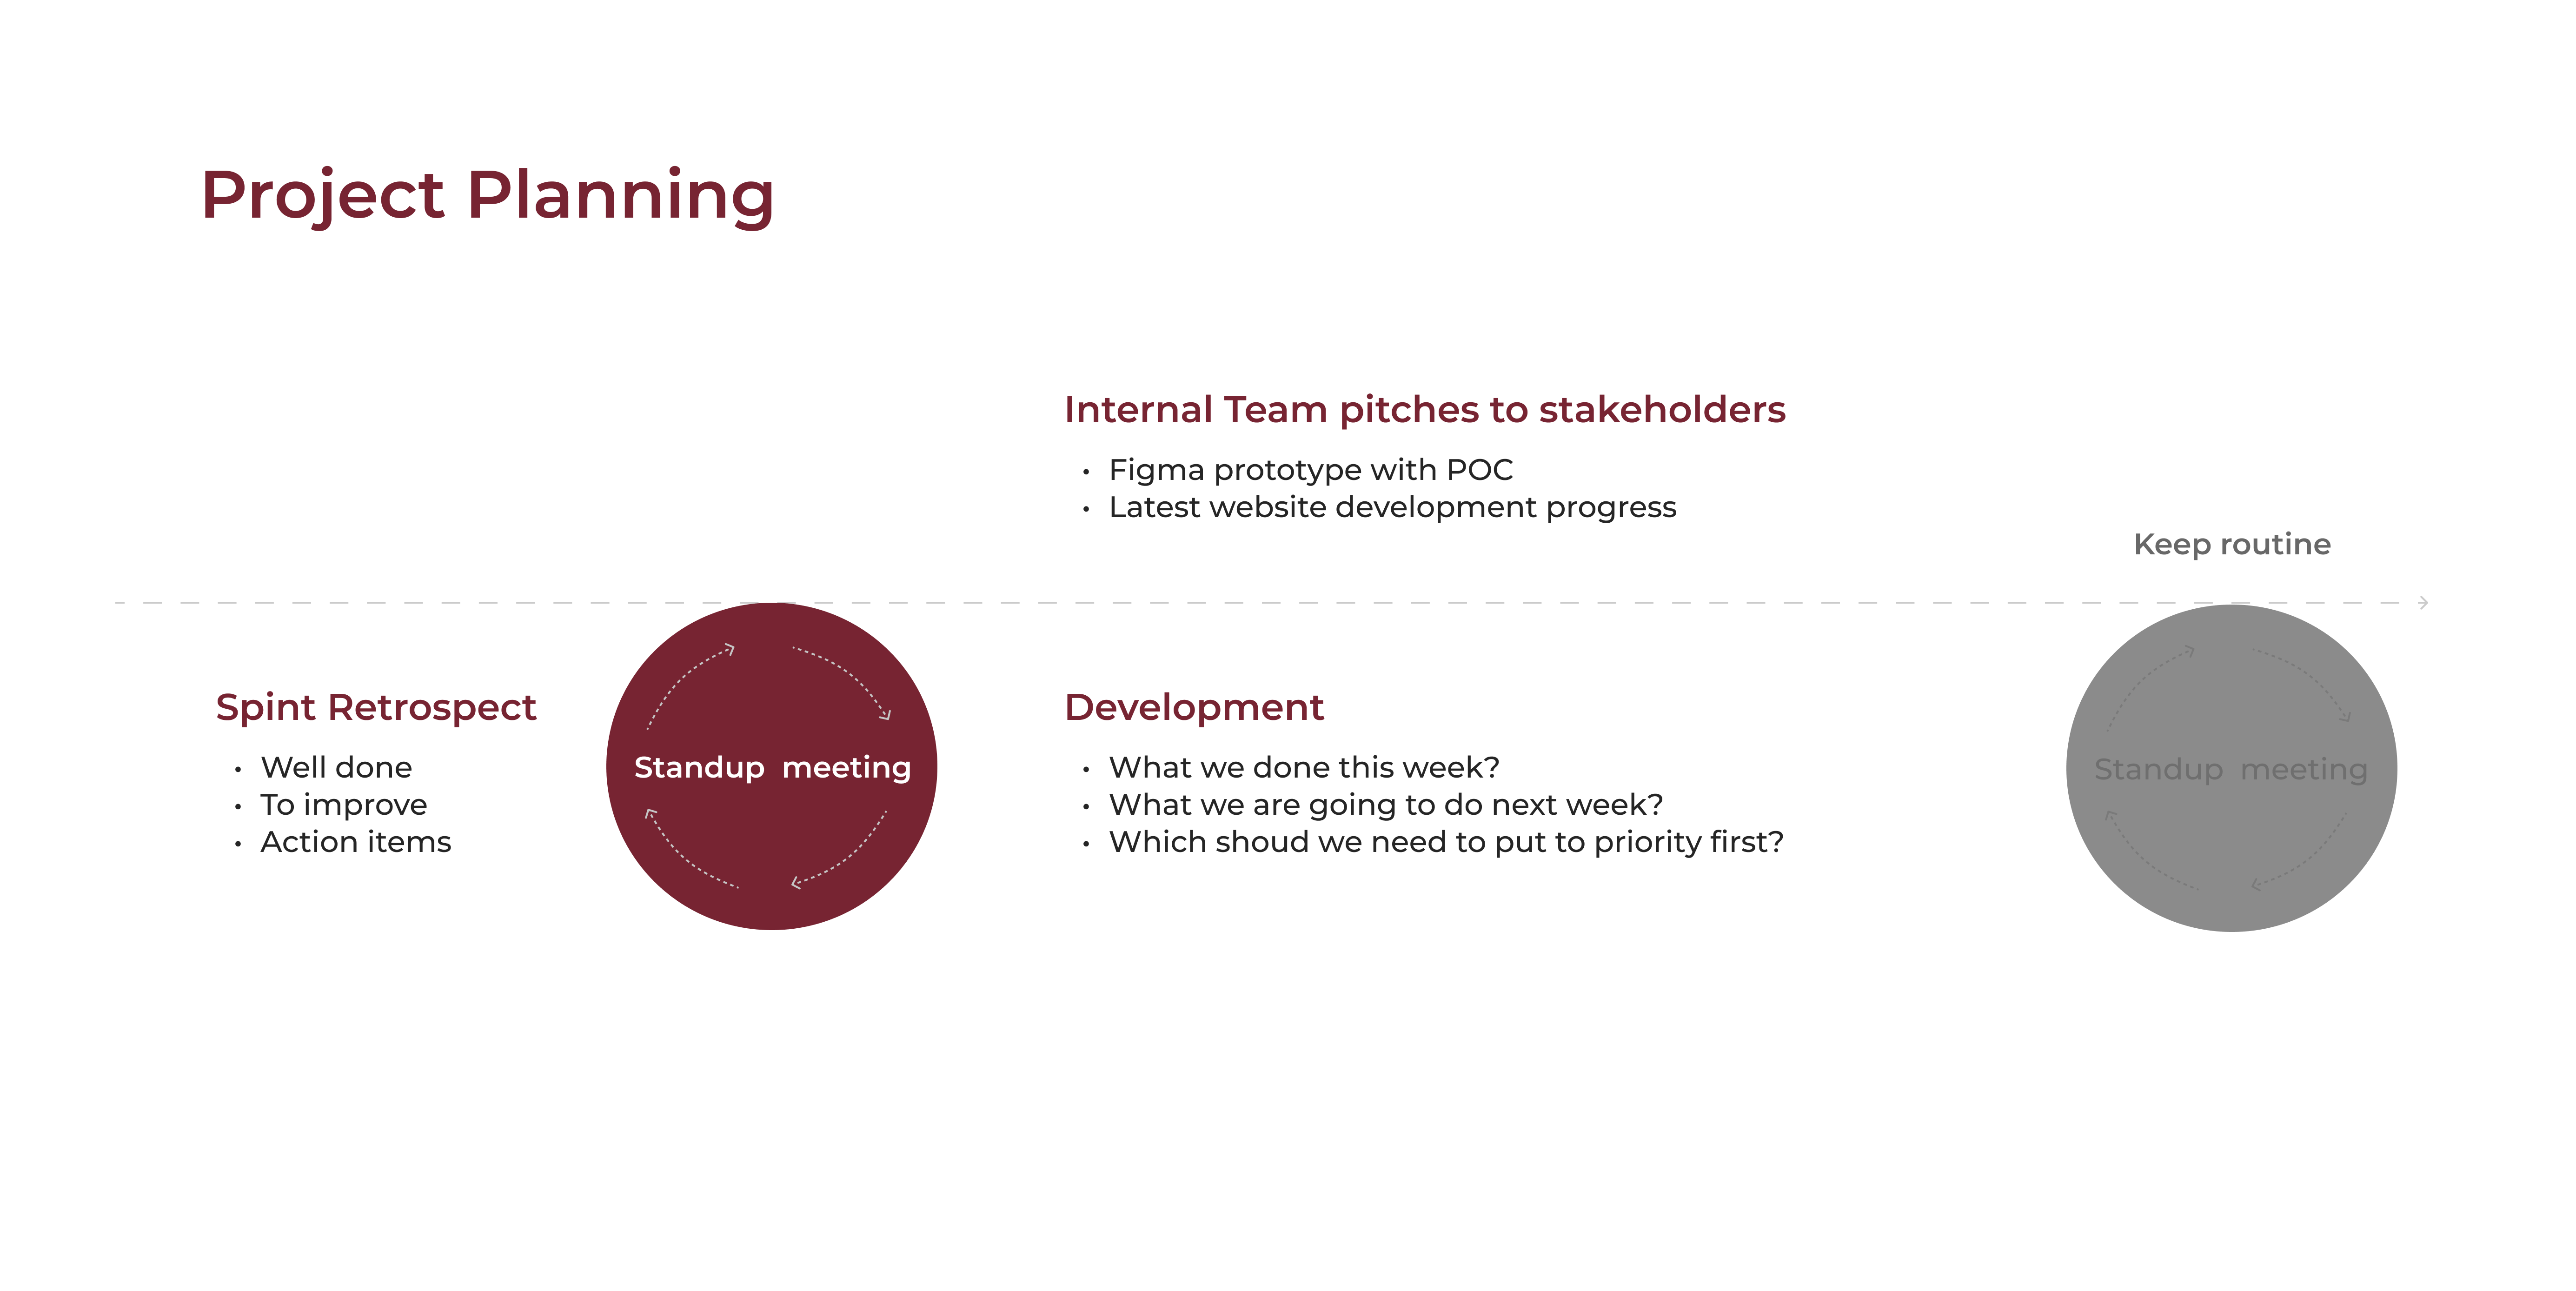 Project Planning
Internal Team pitches to stakeholders
• Figma prototype with POC
• Latest website development progress
Keep routine
Spint Retrospect
• Well done
• To improve
• Action items
Standup meeting
Development
• What we done this week?
• What we are going to do next week?
• Which shoud we need to put to priority first?
Standup meeting